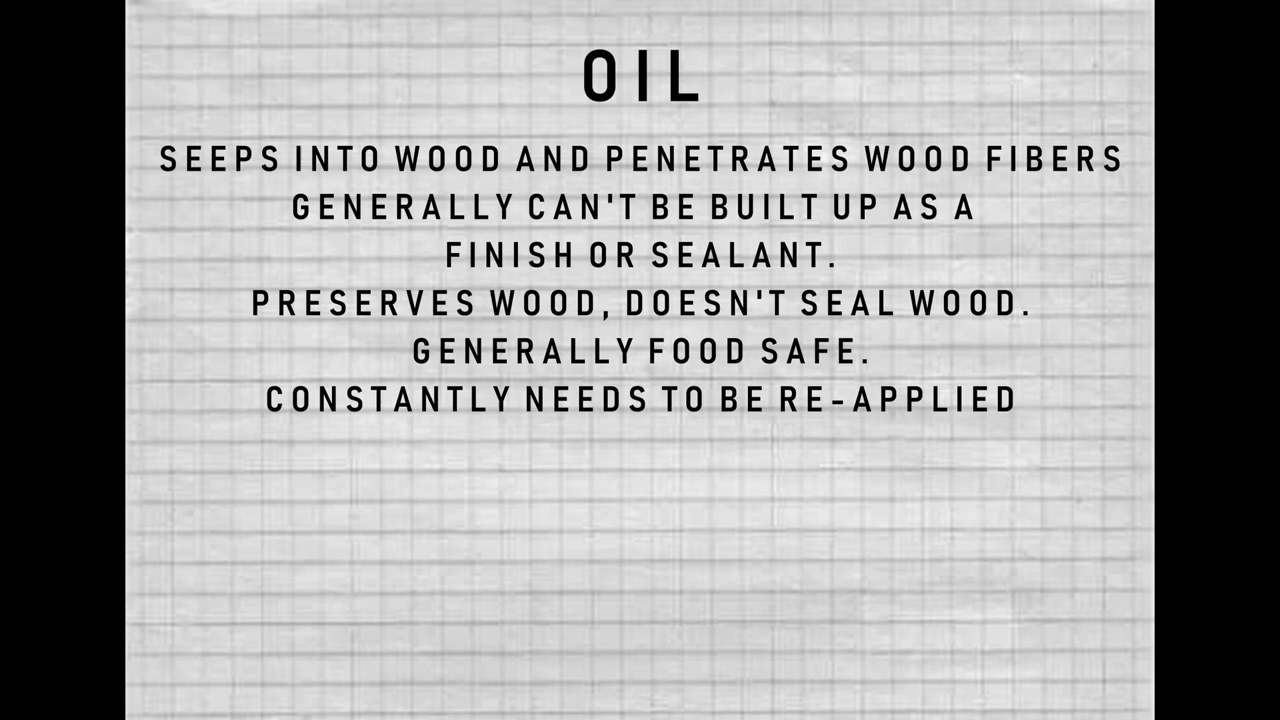 OIL
SEEPS INTO WOOD AND PENETRATES WOOD FIBERS
GENERALLY CAN'T BE BUILT UP AS A
FINISH OR SEALANT.
PRESERVES WOOD, DOESN'T SEAL WOOD.
GENERALLY FOOD SAFE.
CONSTANTLY NEEDS TO BE RE-APPLIED